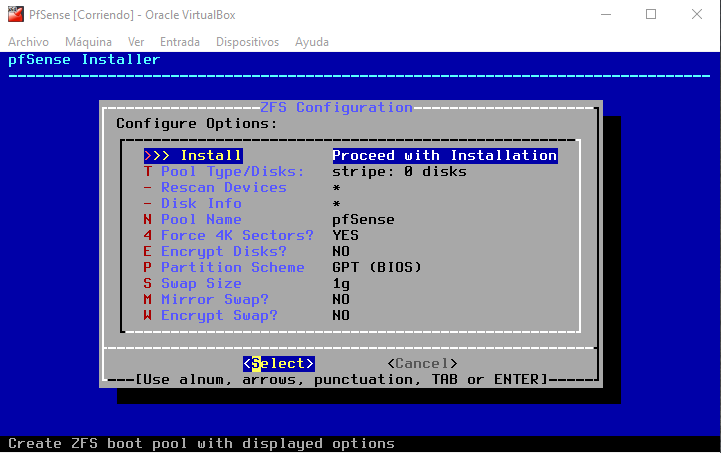 PfSense [Corriendo] - Oracle VirtualBox
Archivo Máquina Ver Entrada Dispositivos Ayuda
pfSense Installer
ZFS Configuration
Configure Options:
>>> Install Proceed with Installation
T Pool Type/Disks: stripe: 0 disks
- Rescan Devices *
- Disk Info *
N Pool Name pfSense
4 Force 4K Sectors? YES
E Encrypt Disks? NO
P Partition Scheme GPT (BIOS)
S Swap Size 1g
M Mirror Swap? NO
W Encrypt Swap? NO
<Select> <Cancel>
[Use alnum, arrows, punctuation, TAB or ENTER]
Create ZFS boot pool with displayed options